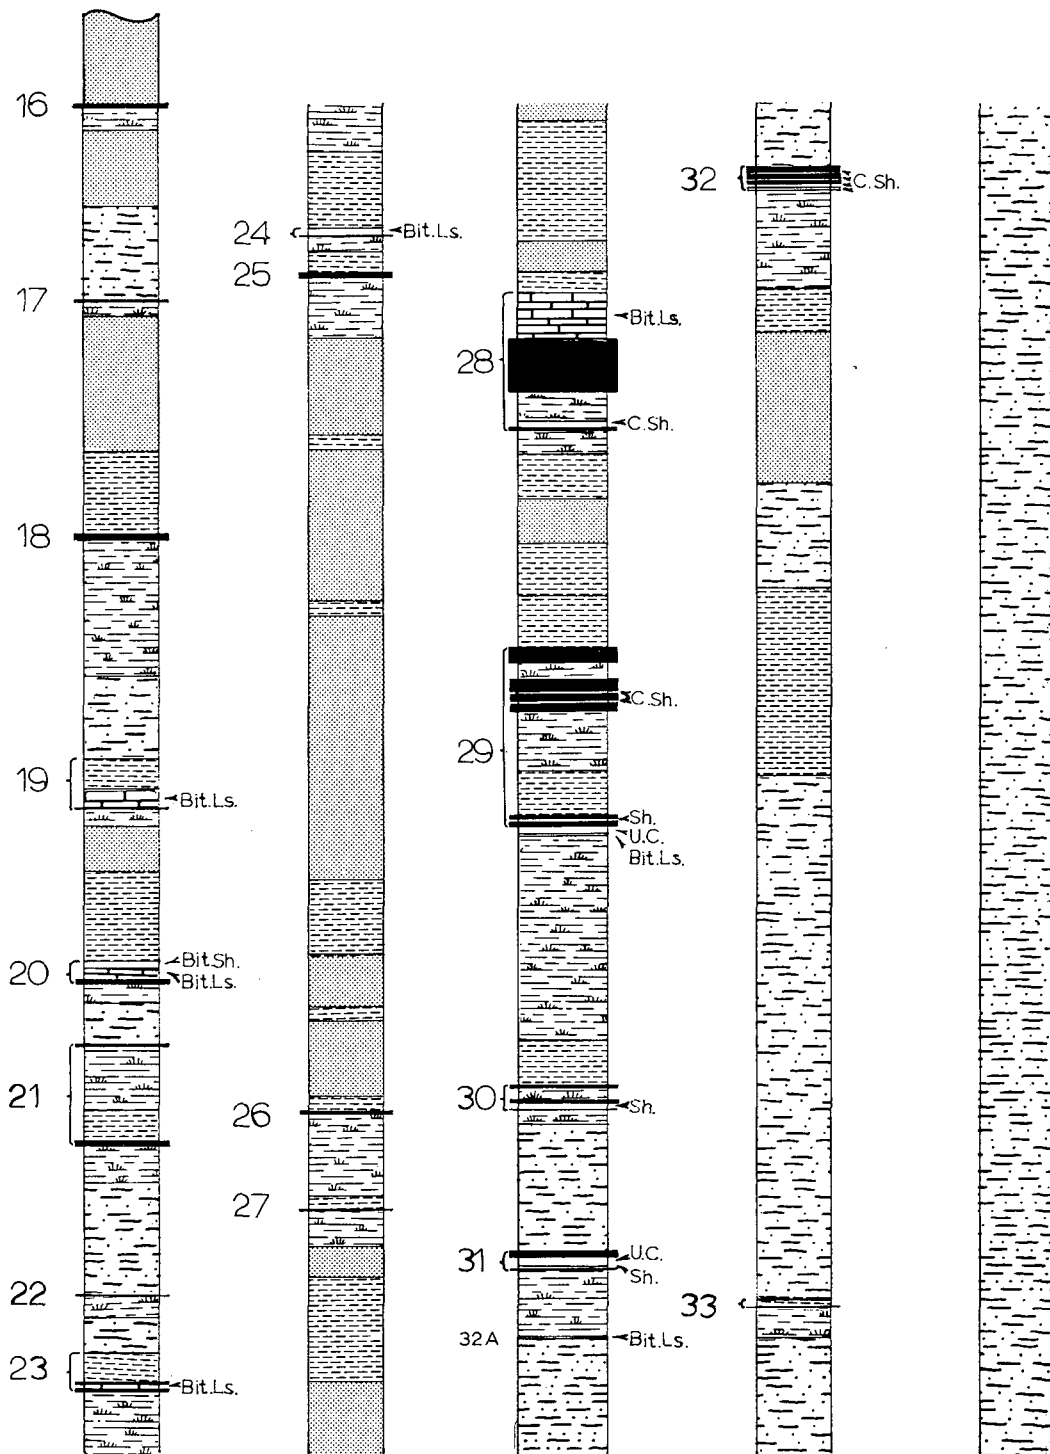 16
17
18
19
Bit.Ls.
20
Bit.Sh.
Bit.Ls.
21
22
23
Bit.Ls.
24
Bit.Ls.
25
26
27
28
Bit.Ls.
C.Sh.
29
C.Sh.
Sh.
U.C.
Bit.Ls.
30
Sh.
31
U.C.
Sh.
32A
Bit.Ls.
32
C.Sh.
33